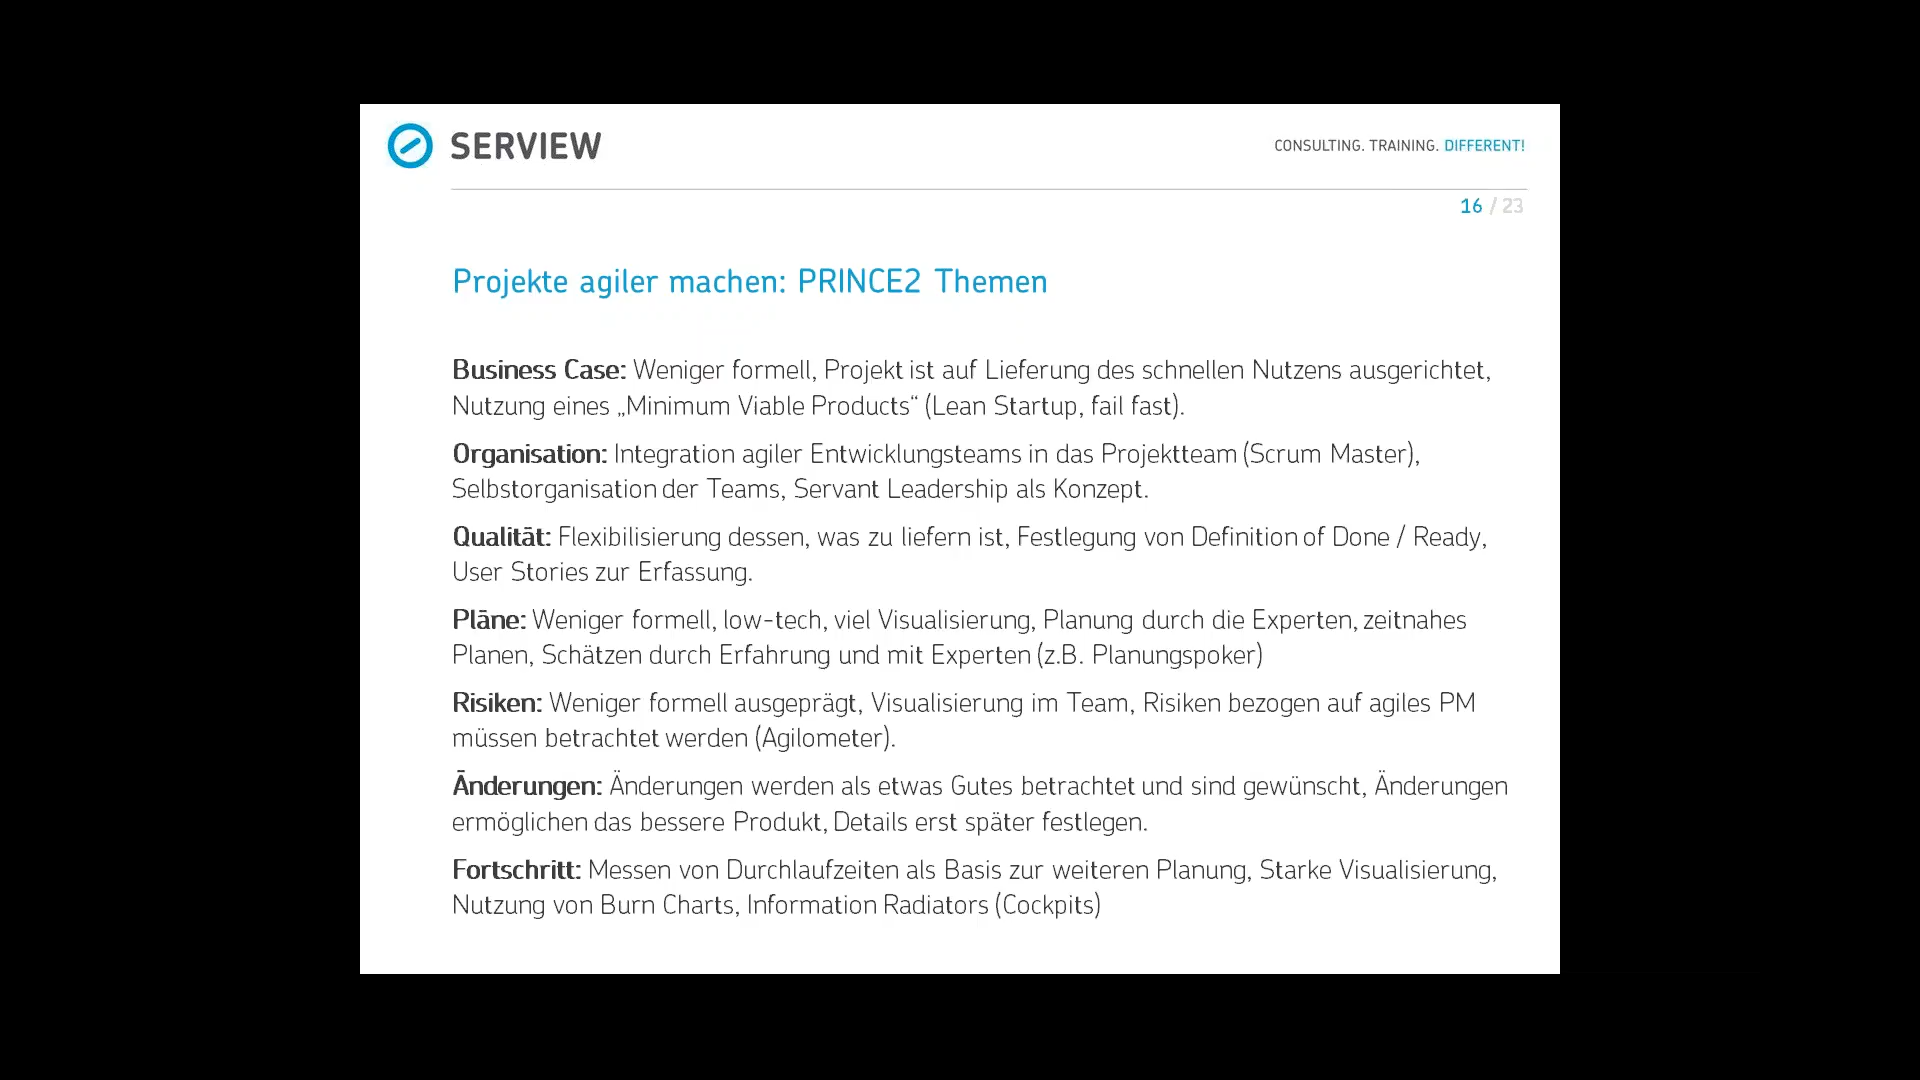 SERVIEW
CONSULTING. TRAINING. DIFFERENT!
16 / 23
Projekte agiler machen: PRINCE2 Themen
Business Case: Weniger formell, Projekt ist auf Lieferung des schnellen Nutzens ausgerichtet,
Nutzung eines „Minimum Viable Products“ (Lean Startup, fail fast).
Organisation: Integration agiler Entwicklungsteams in das Projektteam (Scrum Master),
Selbstorganisation der Teams, Servant Leadership als Konzept.
Qualität: Flexibilisierung dessen, was zu liefern ist, Festlegung von Definition of Done / Ready,
User Stories zur Erfassung.
Pläne: Weniger formell, low-tech, viel Visualisierung, Planung durch die Experten, zeitnahes
Planen, Schätzen durch Erfahrung und mit Experten (z.B. Planungspoker)
Risiken: Weniger formell ausgeprägt, Visualisierung im Team, Risiken bezogen auf agiles PM
müssen betrachtet werden (Agilometer).
Änderungen: Änderungen werden als etwas Gutes betrachtet und sind gewünscht, Änderungen
ermöglichen das bessere Produkt, Details erst später festlegen.
Fortschritt: Messen von Durchlaufzeiten als Basis zur weiteren Planung, Starke Visualisierung,
Nutzung von Burn Charts, Information Radiators (Cockpits)